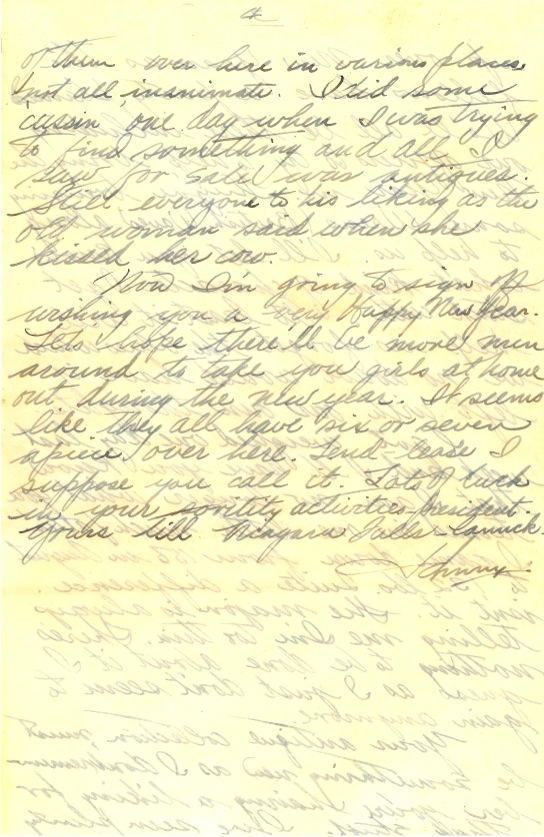 4
of them over here in various places
& not all inanimate. I did some
'cussin' one day when I was trying
to find something and all I
saw for sale was antiques.
Still everyone to his liking as the
old woman said when she
kissed her cow.
Now I'm going to sign off
wishing you a very Happy New Year.
Lets hope there'll be more men
around to take you girls at home
out during the new year. It seems
like they all have six or seven
apiece over here. Lend-lease I
suppose you call it. Lots O' luck
in your soritity activities-president.
Yours till Niagara Falls-Canuck.
Johnny.